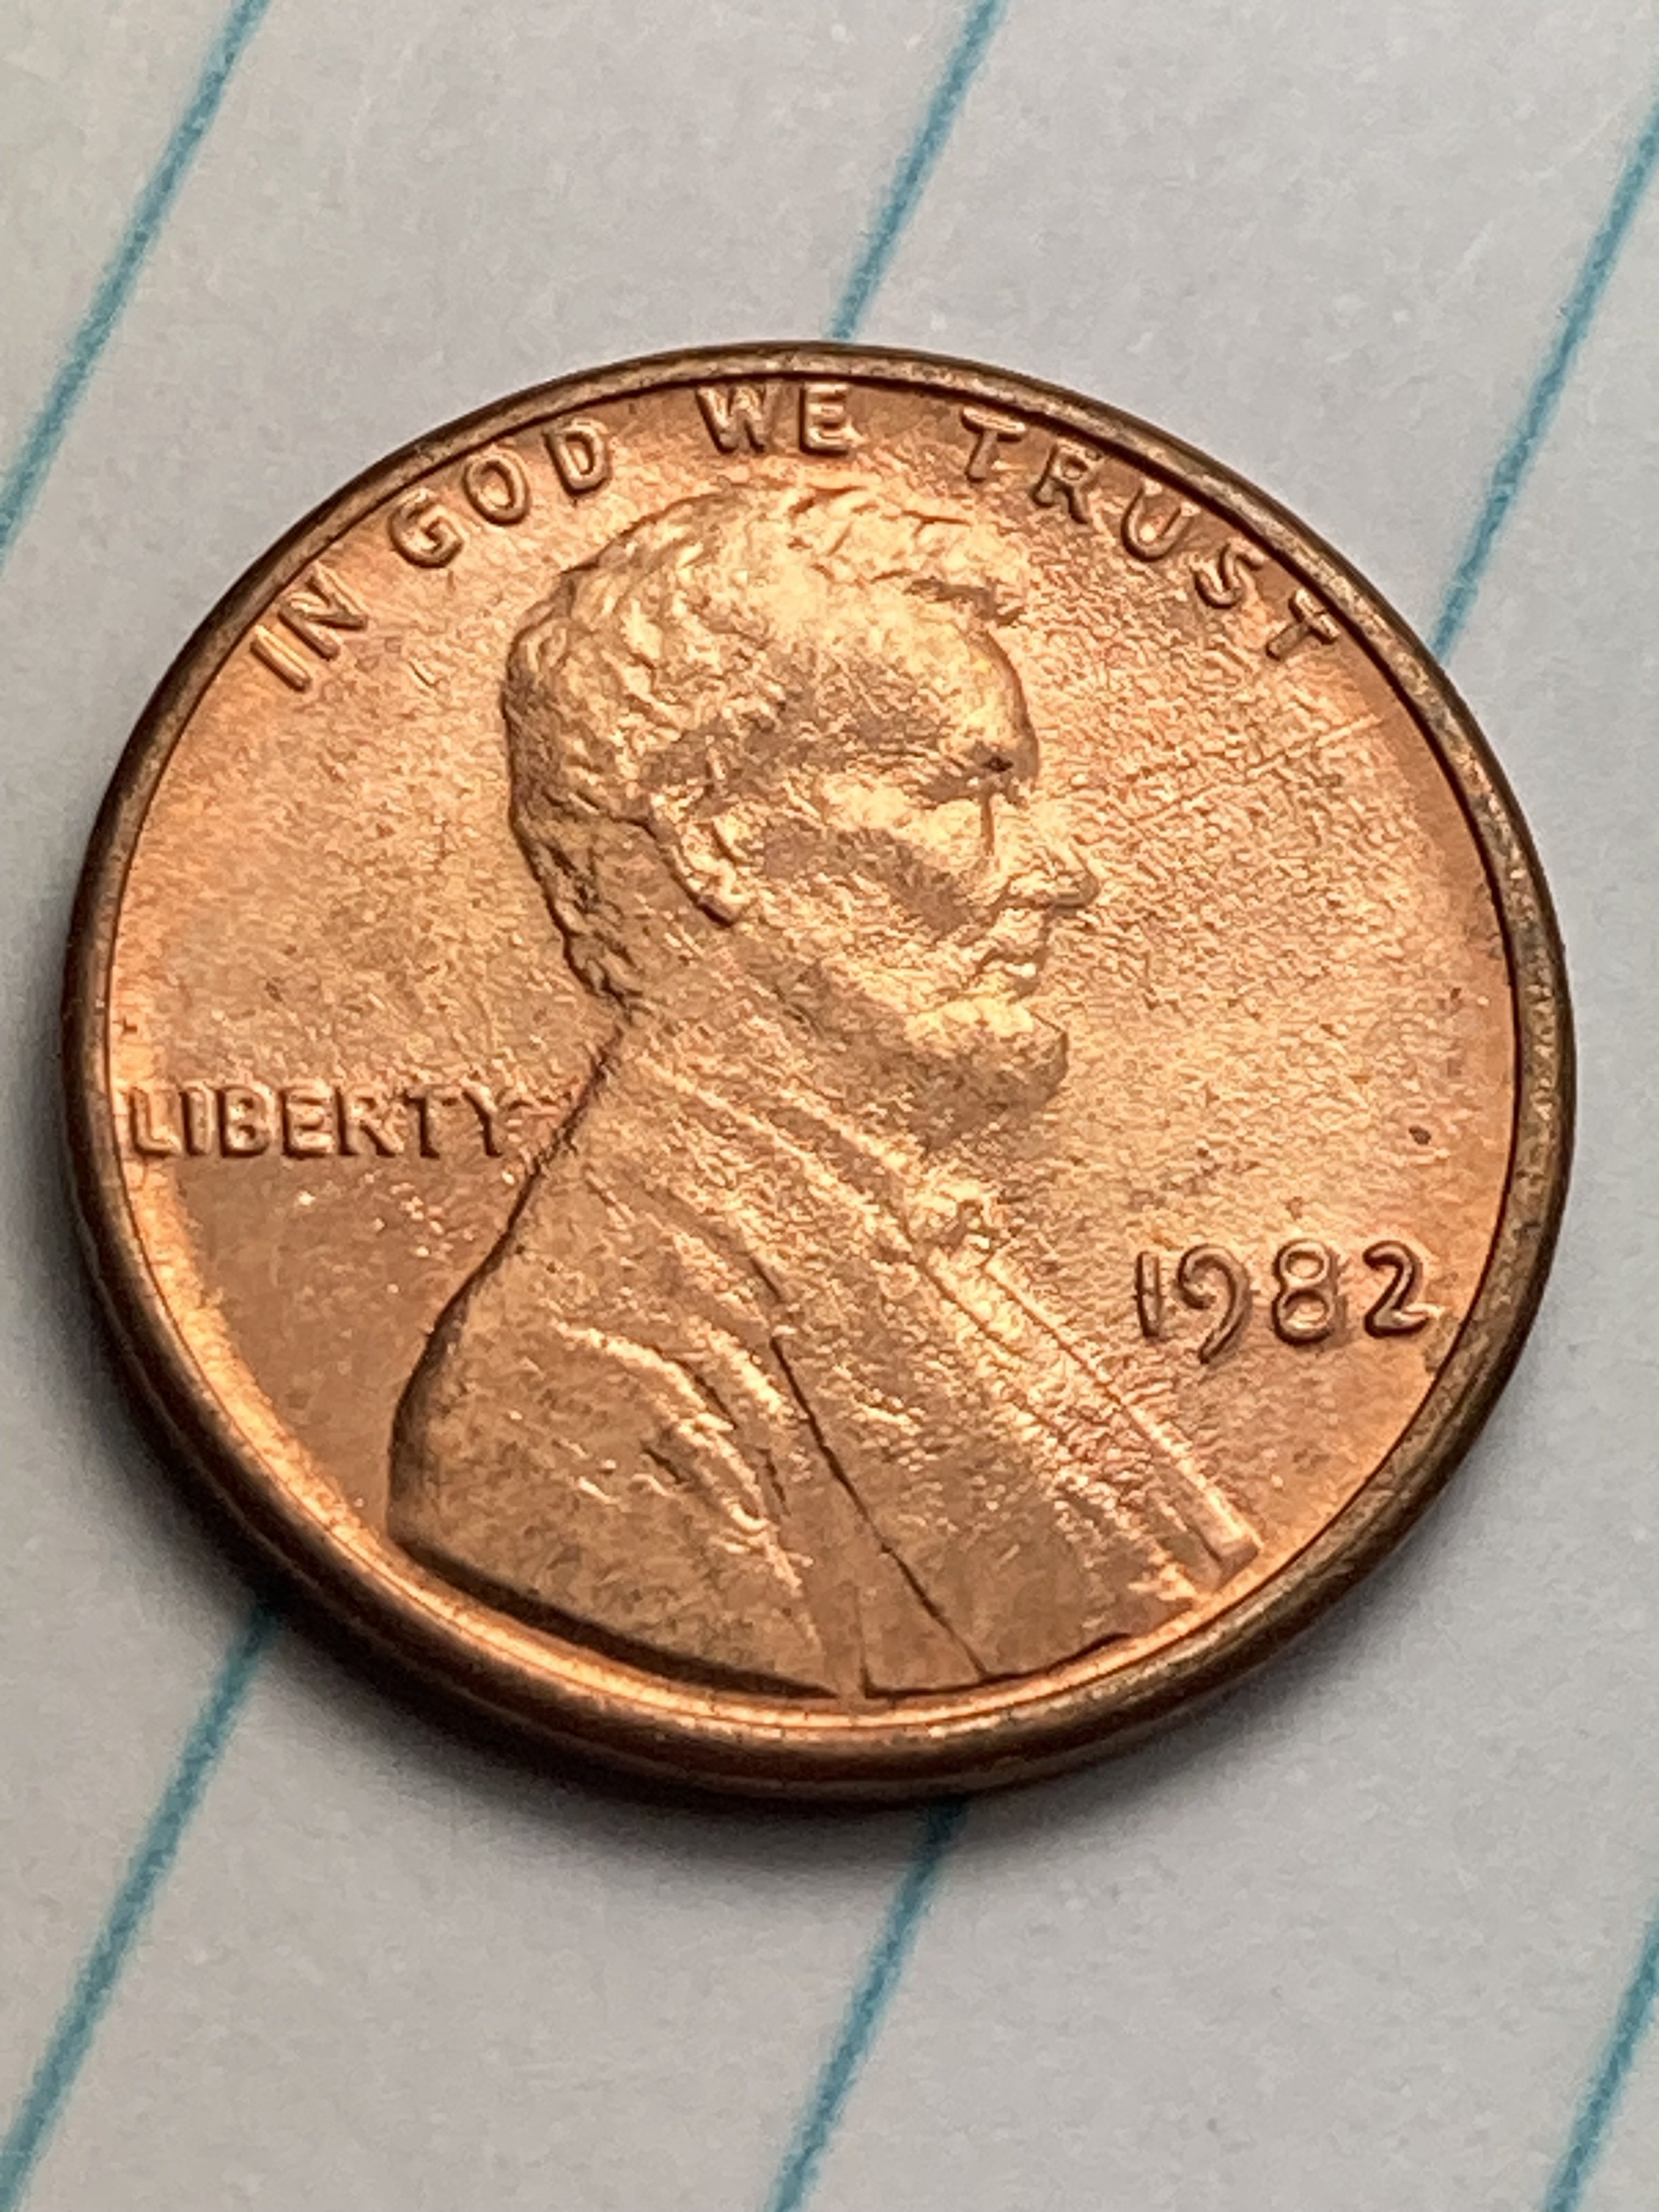 IN GOD WE TRUST
LIBERTY
1982